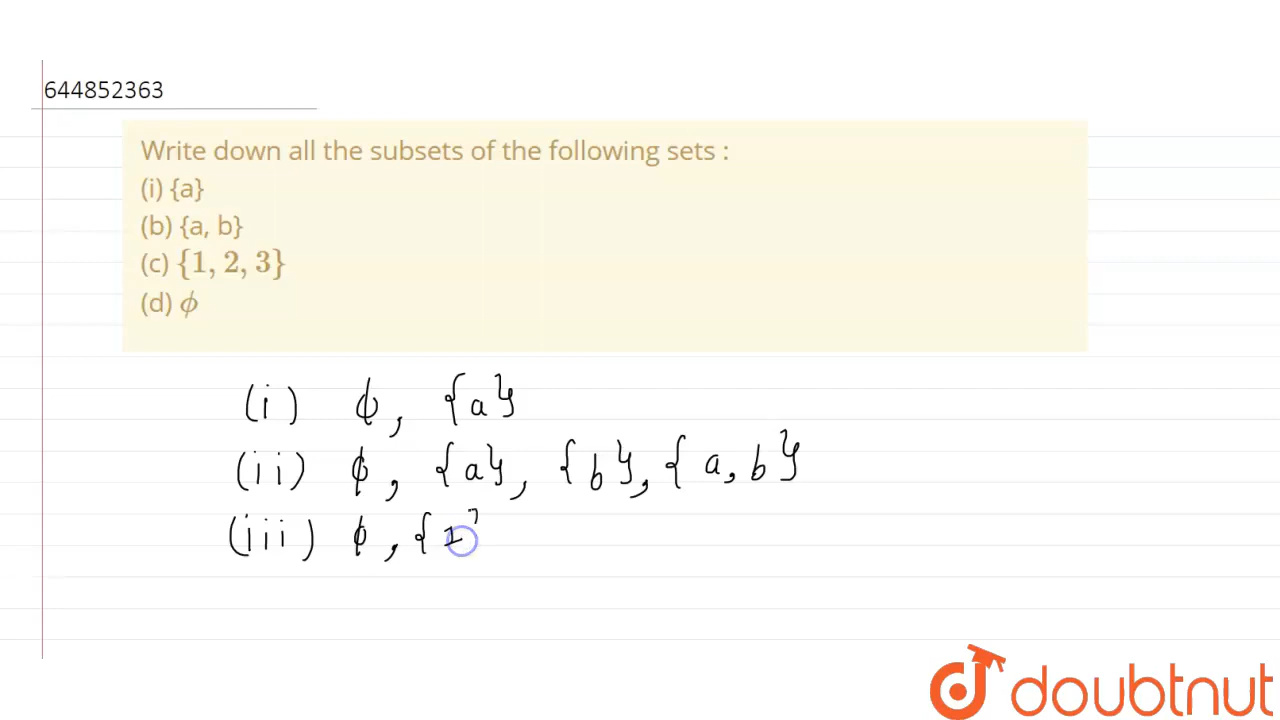 644852363
Write down all the subsets of the following sets :
(i) {a}
(b) {a, b}
(c) {1, 2, 3}
(d) ϕ
(i) ϕ, {a}
(ii) ϕ, {a}, {b}, {a, b}
(iii) ϕ, {1
doubtnut